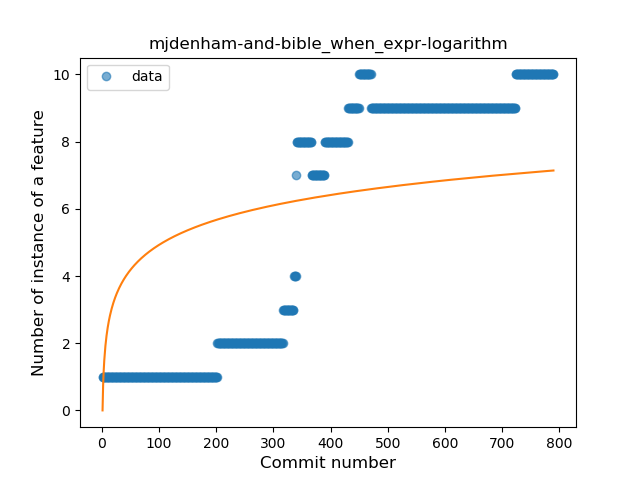 mjdenham-and-bible_when_expr-logarithm
data
Number of instance of a feature
10
8
6
4
2
0
0 100 200 300 400 500 600 700 800
Commit number